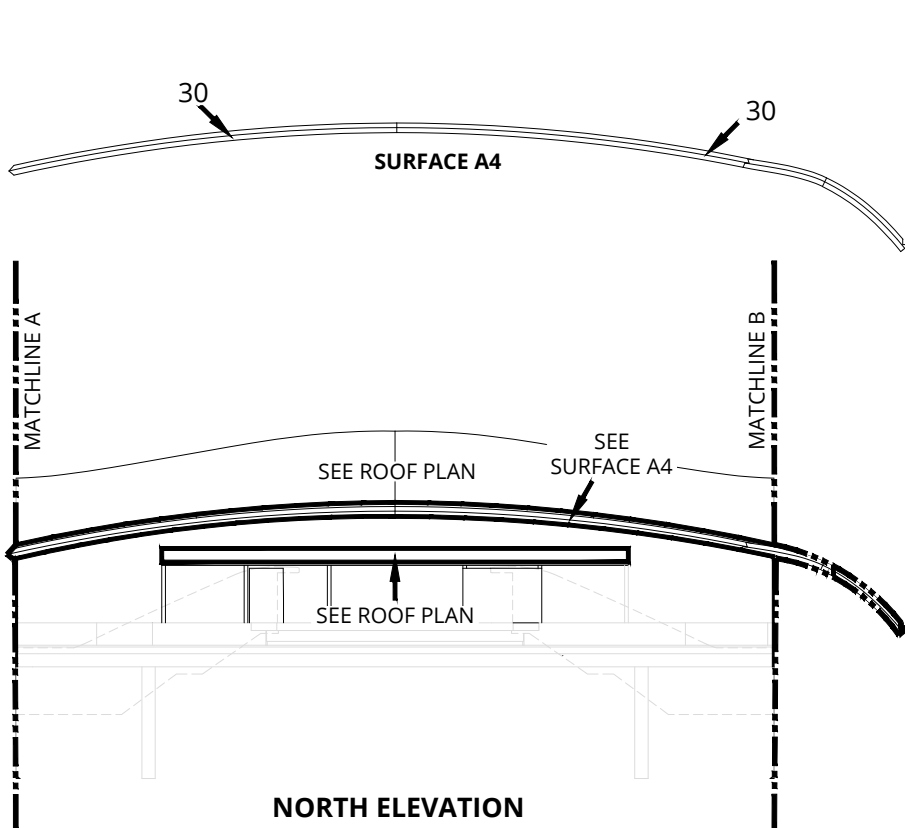 30
30
SURFACE A4
MATCHLINE A
MATCHLINE B
SEE
SURFACE A4
SEE ROOF PLAN
SEE ROOF PLAN
NORTH ELEVATION